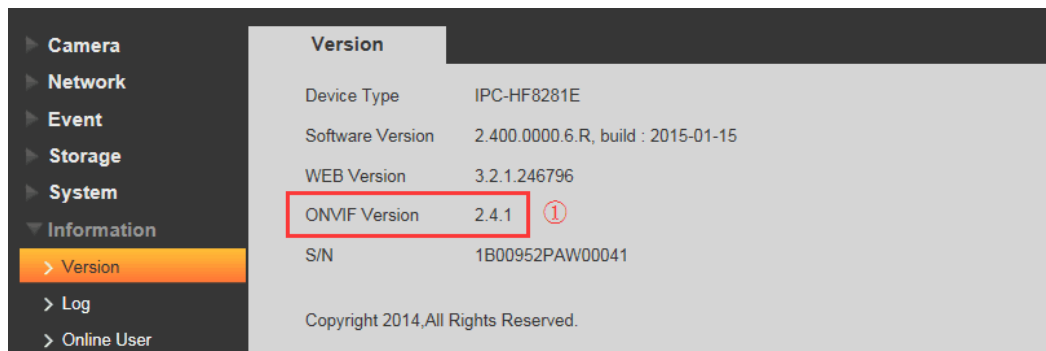 Camera
Network
Event
Storage
System
Information
Version
Log
Online User
Version
Device Type IPC-HF8281E
Software Version 2.400.0000.6.R, build : 2015-01-15
WEB Version 3.2.1.246796
ONVIF Version 2.4.1 ①
S/N 1B00952PAW00041
Copyright 2014,All Rights Reserved.